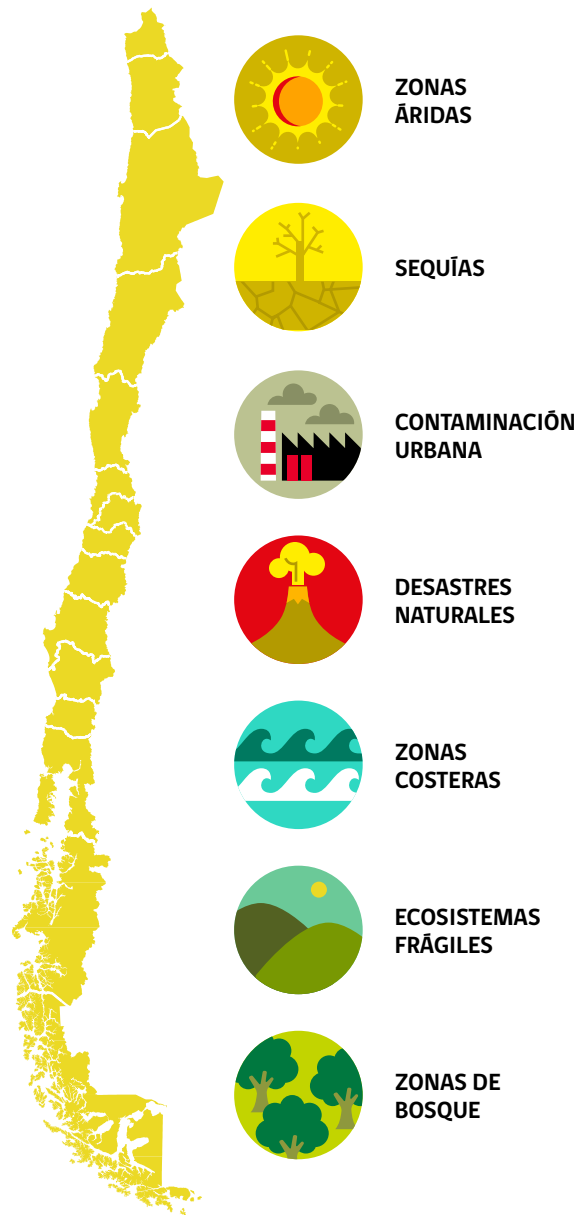 ZONAS
ÁRIDAS
SEQUÍAS
CONTAMINACIÓN
URBANA
DESASTRES
NATURALES
ZONAS
COSTERAS
ECOSISTEMAS
FRÁGILES
ZONAS DE
BOSQUE